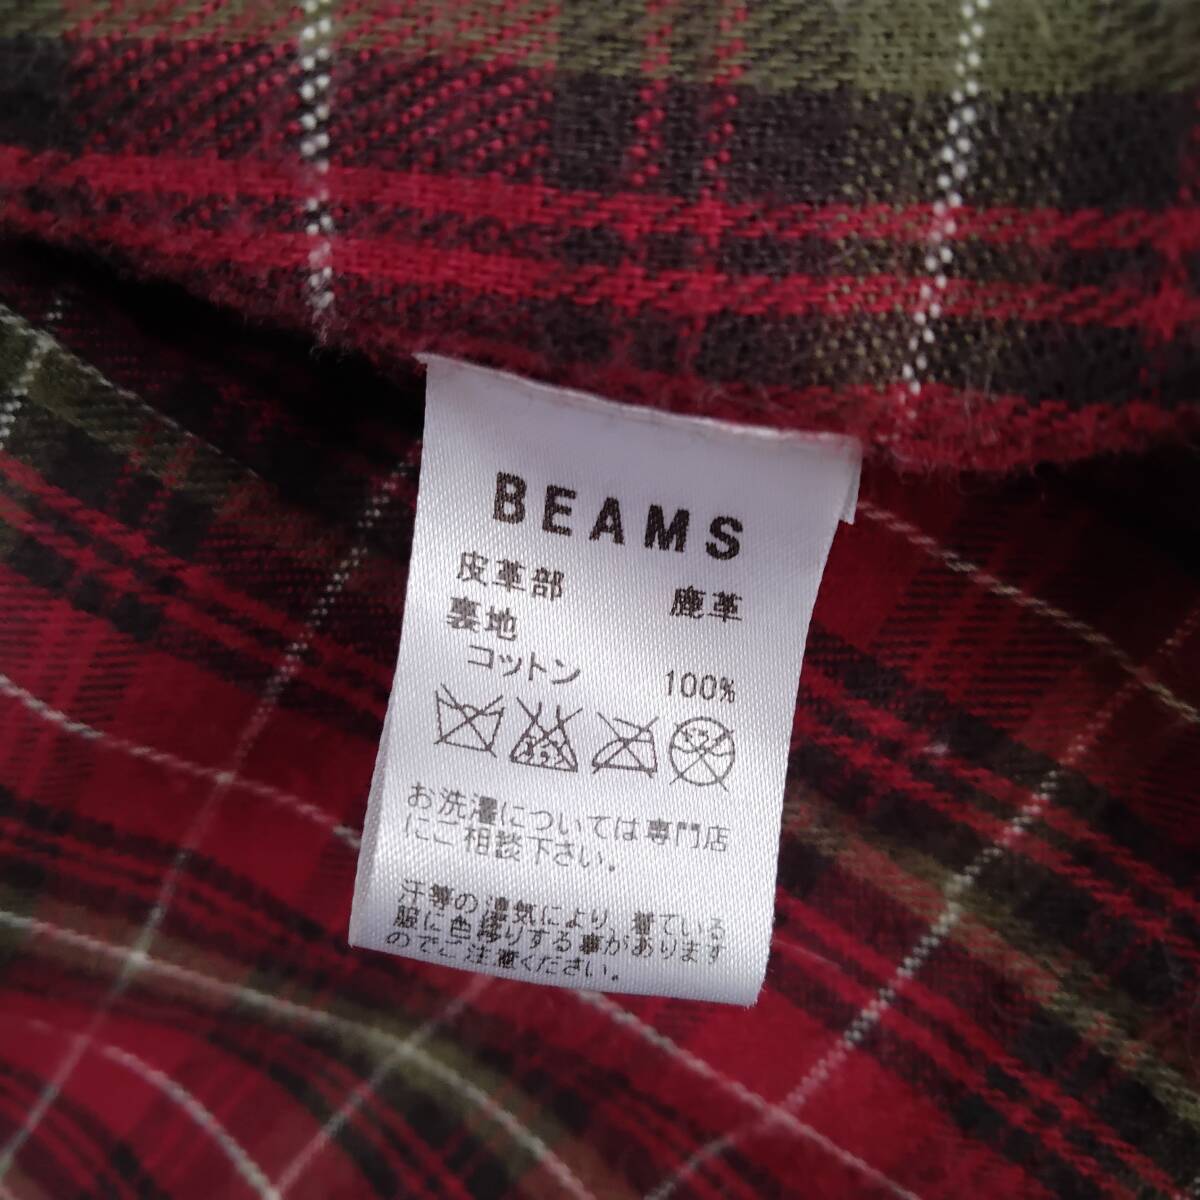 BEAMS
皮革部 鹿革
裏地
コットン 100%
お洗濯については専門店
にご相談下さい。
汗等の湿気により、着ている
服に色移りする事があります
のでご注意ください。